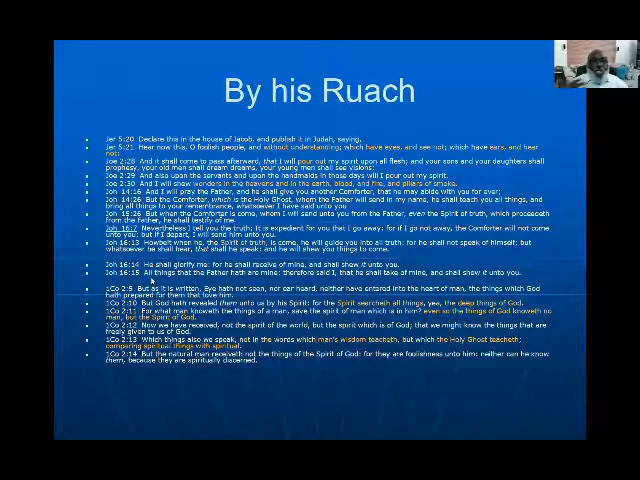 By his Ruach
Jer 5:20 Declare this in the house of Jacob, and publish it in Judah, saying,
Jer 5:21 Hear now this, O foolish people, and without understanding; which have eyes, and see not; which have ears, and hear
not:
Joe 2:28 And it shall come to pass afterward, that I will pour out my spirit upon all flesh; and your sons and your daughters shall
prophesy, your old men shall dream dreams, your young men shall see visions:
Joe 2:29 And also upon the servants and upon the handmaids in those days will I pour out my spirit.
Joe 2:30 And I will shew wonders in the heavens and in the earth, blood, and fire, and pillars of smoke.
Joh 14:16 And I will pray the Father, and he shall give you another Comforter, that he may abide with you for ever;
Joh 14:26 But the Comforter, which is the Holy Ghost, whom the Father will send in my name, he shall teach you all things, and
bring all things to your remembrance, whatsoever I have said unto you
Joh 15:26 But when the Comforter is come, whom I will send unto you from the Father, even the Spirit of truth, which proceedeth
from the Father, he shall testify of me
Joh 16:7 Nevertheless I tell you the truth; It is expedient for you that I go away: for if I go not away, the Comforter will not come
unto you; but if I depart, I will send him unto you.
Joh 16:13 Howbeit when he, the Spirit of truth, is come, he will guide you into all truth: for he shall not speak of himself; but
whatsoever he shall hear, that shall he speak: and he will shew you things to come.
Joh 16:14 He shall glorify me: for he shall receive of mine, and shall shew it unto you.
Joh 16:15 All things that the Father hath are mine: therefore said I, that he shall take of mine, and shall shew it unto you.
1Co 2:9 But as it is written, Eye hath not seen, nor ear heard, neither have entered into the heart of man, the things which God
hath prepared for them that love him.
1Co 2:10 But God hath revealed them unto us by his Spirit: for the Spirit searcheth all things, yea, the deep things of God.
1Co 2:11 For what man knoweth the things of a man, save the spirit of man which is in him? even so the things of God knoweth no
man, but the Spirit of God.
1Co 2:12 Now we have received, not the spirit of the world, but the spirit which is of God; that we might know the things that are
freely given to us of God.
1Co 2:13 Which things also we speak, not in the words which man's wisdom teacheth, but which the Holy Ghost teacheth;
comparing spiritual things with spiritual.
1Co 2:14 But the natural man receiveth not the things of the Spirit of God: for they are foolishness unto him: neither can he know
them, because they are spiritually discerned.